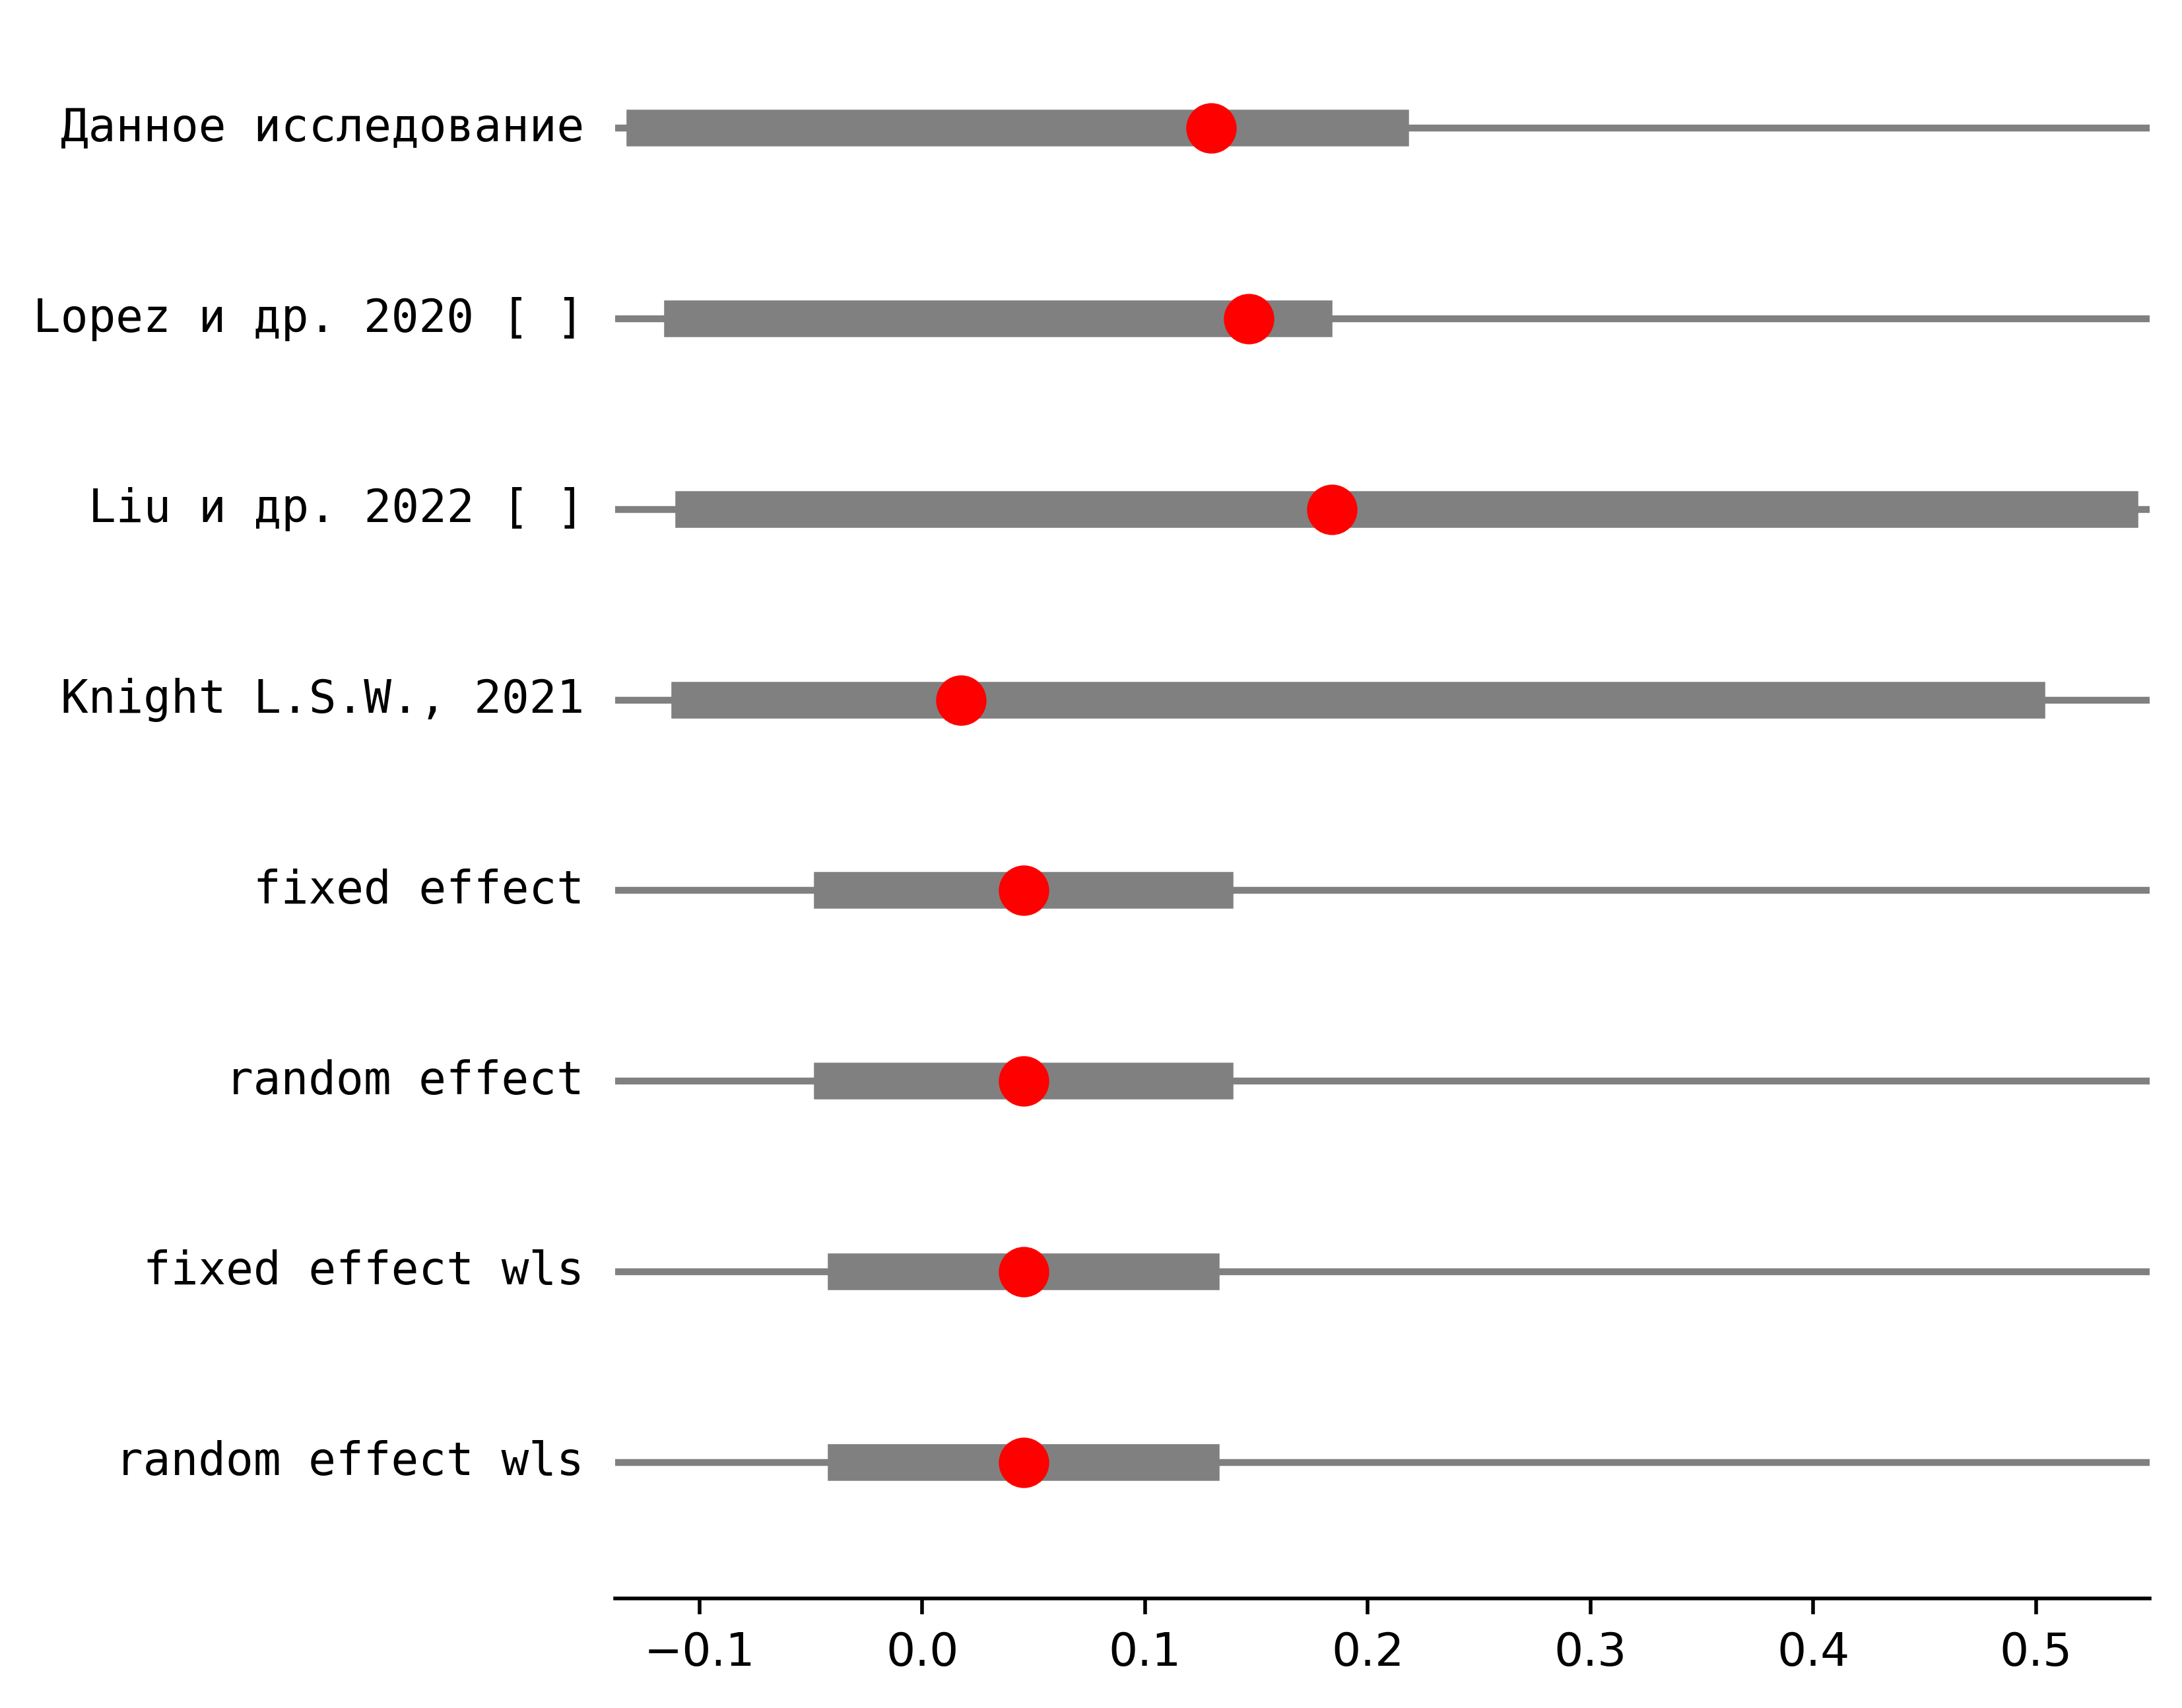 Данное исследование
Lopez и др. 2020 [ ]
Liu и др. 2022 [ ]
Knight L.S.W., 2021
fixed effect
random effect
fixed effect wls
random effect wls
−0.1 0.0 0.1 0.2 0.3 0.4 0.5